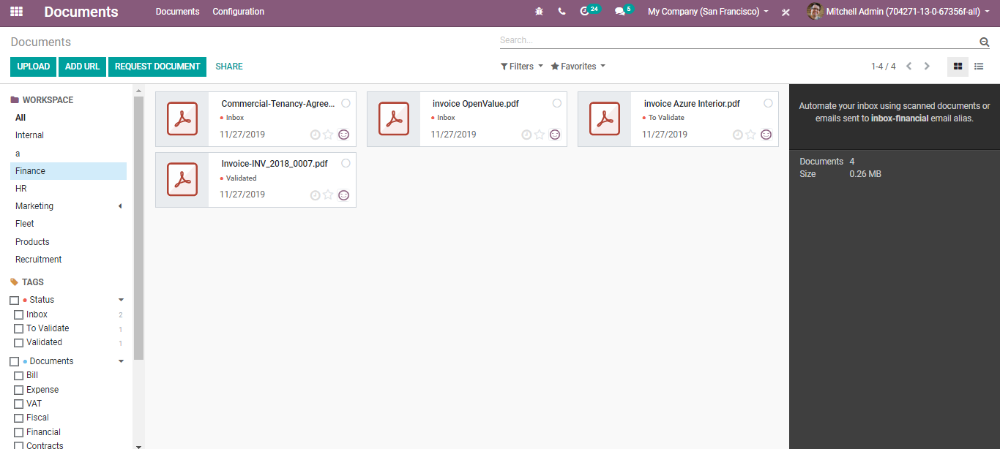 Documents
Documents
Configuration
24
5
My Company (San Francisco)
Mitchell Admin (704271-13-0-67356f-all)
Documents
Search...
UPLOAD
ADD URL
REQUEST DOCUMENT
SHARE
Filters
Favorites
1-4 / 4
WORKSPACE
All
Internal
a
Finance
HR
Marketing
Fleet
Products
Recruitment
TAGS
Status
Inbox 2
To Validate 1
Validated 1
Documents
Bill
Expense
VAT
Fiscal
Financial
Contracts
Commercial-Tenancy-Agree...
Inbox
11/27/2019
invoice OpenValue.pdf
Inbox
11/27/2019
invoice Azure Interior.pdf
To Validate
11/27/2019
Invoice-INV_2018_0007.pdf
Validated
11/27/2019
Automate your inbox using scanned documents or
emails sent to inbox-financial email alias.
Documents 4
Size 0.26 MB